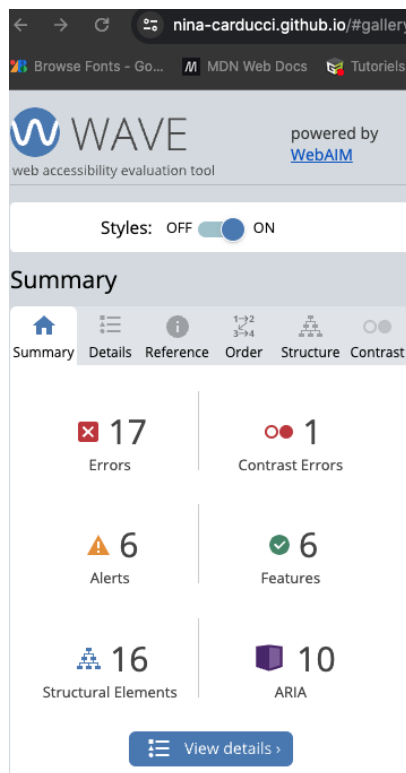 nina-carducci.github.io/#gallery
Browse Fonts - Go... MDN Web Docs Tutoriels
WAVE
web accessibility evaluation tool
powered by
WebAIM
Styles: OFF ON
Summary
Summary Details Reference Order Structure Contrast
17
Errors
1
Contrast Errors
6
Alerts
6
Features
16
Structural Elements
10
ARIA
View details ›